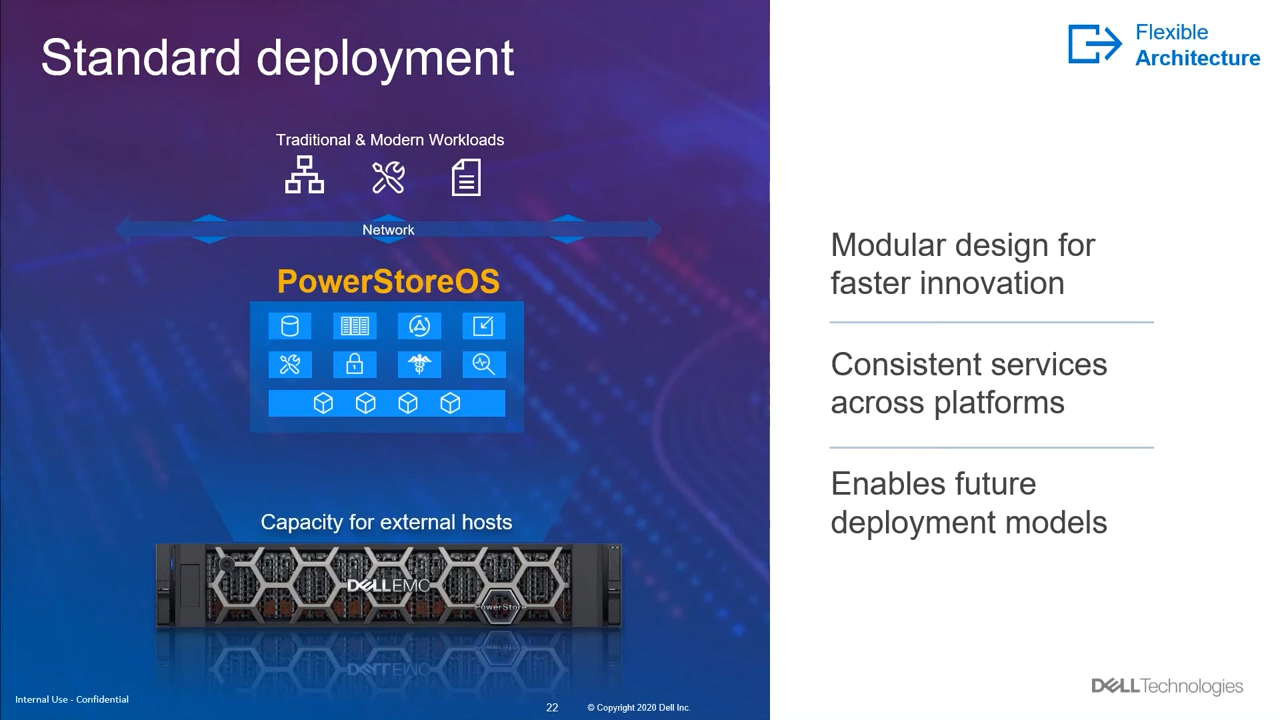 Standard deployment
Flexible
Architecture
Traditional & Modern Workloads
Network
PowerStoreOS
Modular design for
faster innovation
Consistent services
across platforms
Enables future
deployment models
Capacity for external hosts
DELLEMC
PowerStore
Internal Use - Confidential
22
© Copyright 2020 Dell Inc.
DELLTechnologies